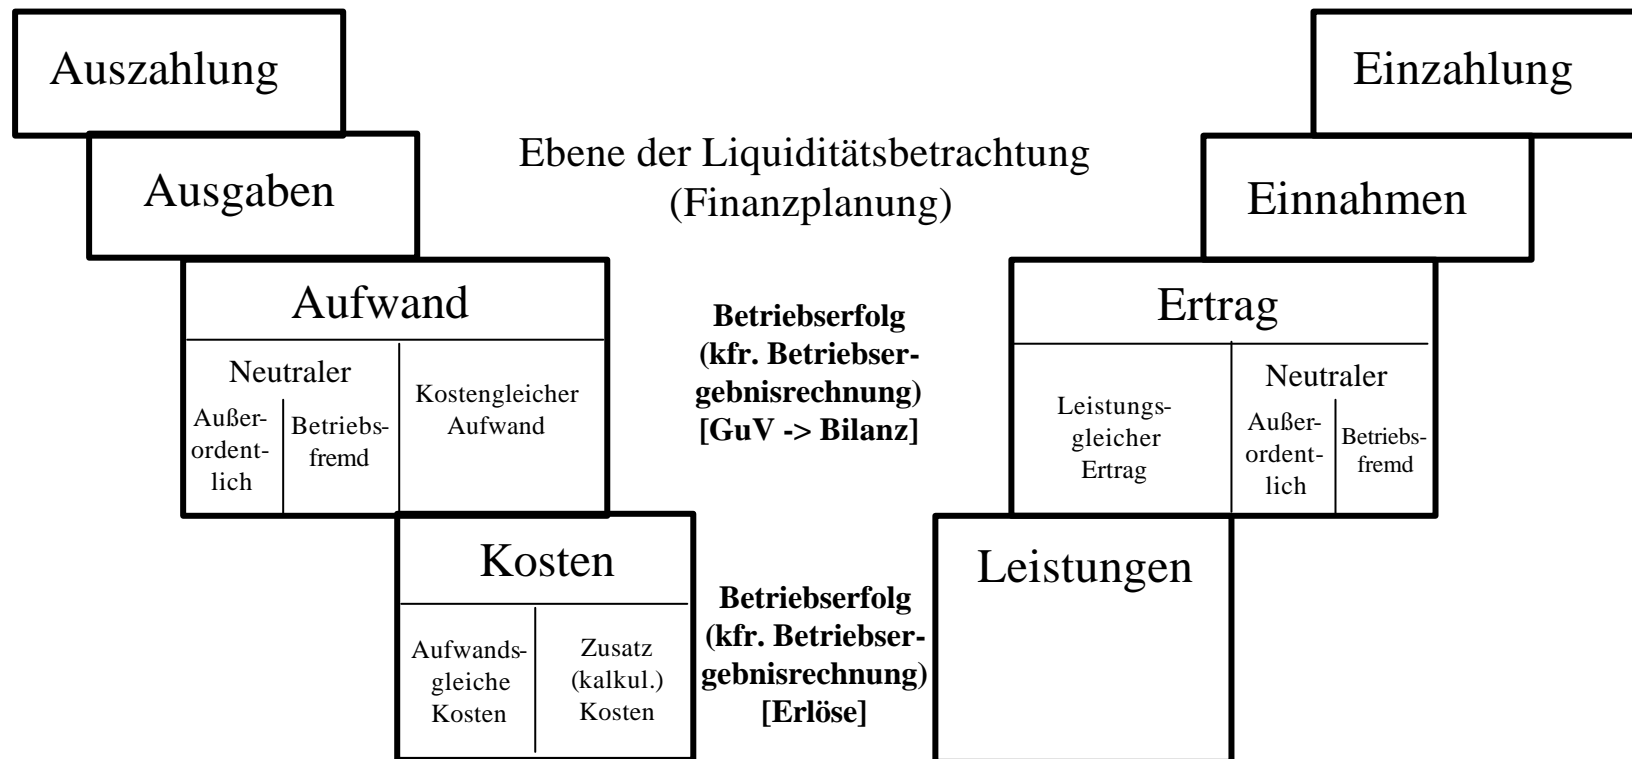 Auszahlung
Einzahlung
Ausgaben
Ebene der Liquiditätsbetrachtung
(Finanzplanung)
Einnahmen
Aufwand
Neutraler
Außer-
ordent-
lich
Betriebs-
fremd
Kostengleicher
Aufwand
Betriebserfolg
(kfr. Betriebser-
gebnisrechnung)
[GuV -> Bilanz]
Ertrag
Leistungs-
gleicher
Ertrag
Neutraler
Außer-
ordent-
lich
Betriebs-
fremd
Kosten
Aufwands-
gleiche
Kosten
Zusatz
(kalkul.)
Kosten
Betriebserfolg
(kfr. Betriebser-
gebnisrechnung)
[Erlöse]
Leistungen